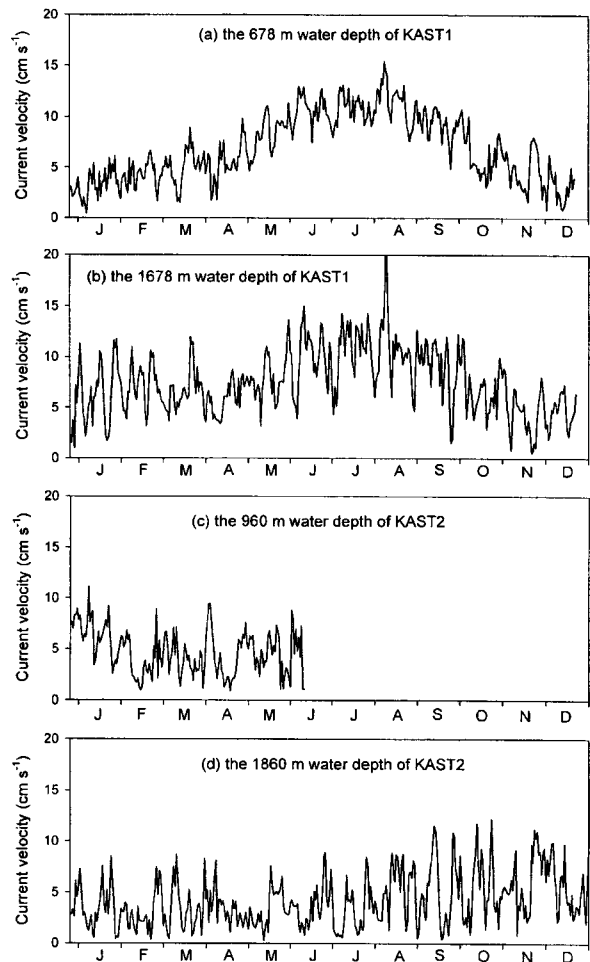 (a) the 678 m water depth of KAST1
Current velocity (cm s⁻¹)
20
15
10
5
0
J F M A M J J A S O N D
(b) the 1678 m water depth of KAST1
Current velocity (cm s⁻¹)
20
15
10
5
0
J F M A M J J A S O N D
(c) the 960 m water depth of KAST2
Current velocity (cm s⁻¹)
20
15
10
5
0
J F M A M J J A S O N D
(d) the 1860 m water depth of KAST2
Current velocity (cm s⁻¹)
20
15
10
5
0
J F M A M J J A S O N D